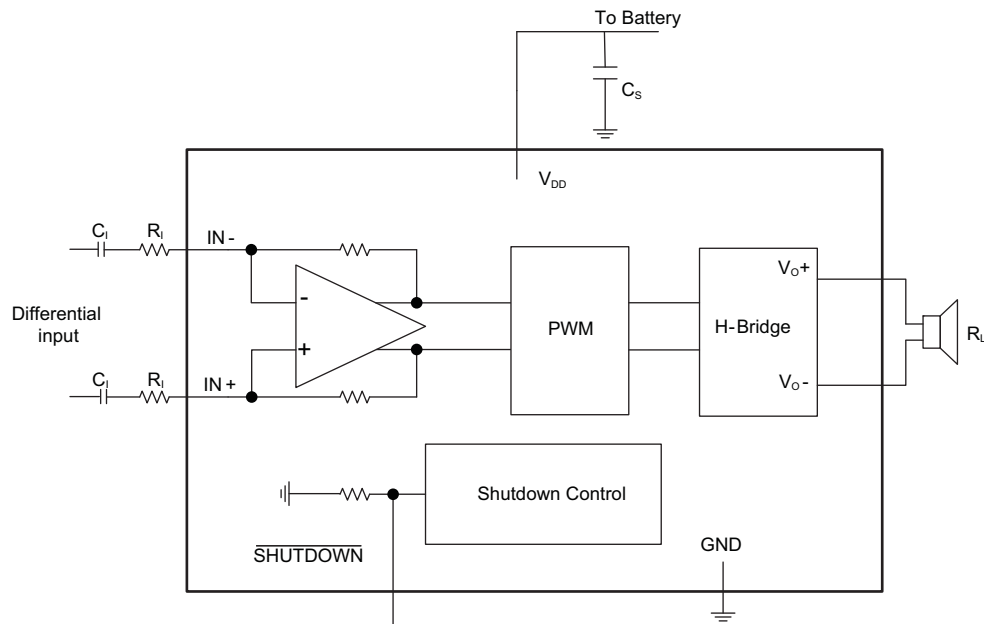 To Battery
C_S
V_DD
C_I
R_I
IN -
-
Differential
input
+
C_I
R_I
IN +
PWM
H-Bridge
V_O+
V_O-
R_L
Shutdown Control
SHUTDOWN
GND